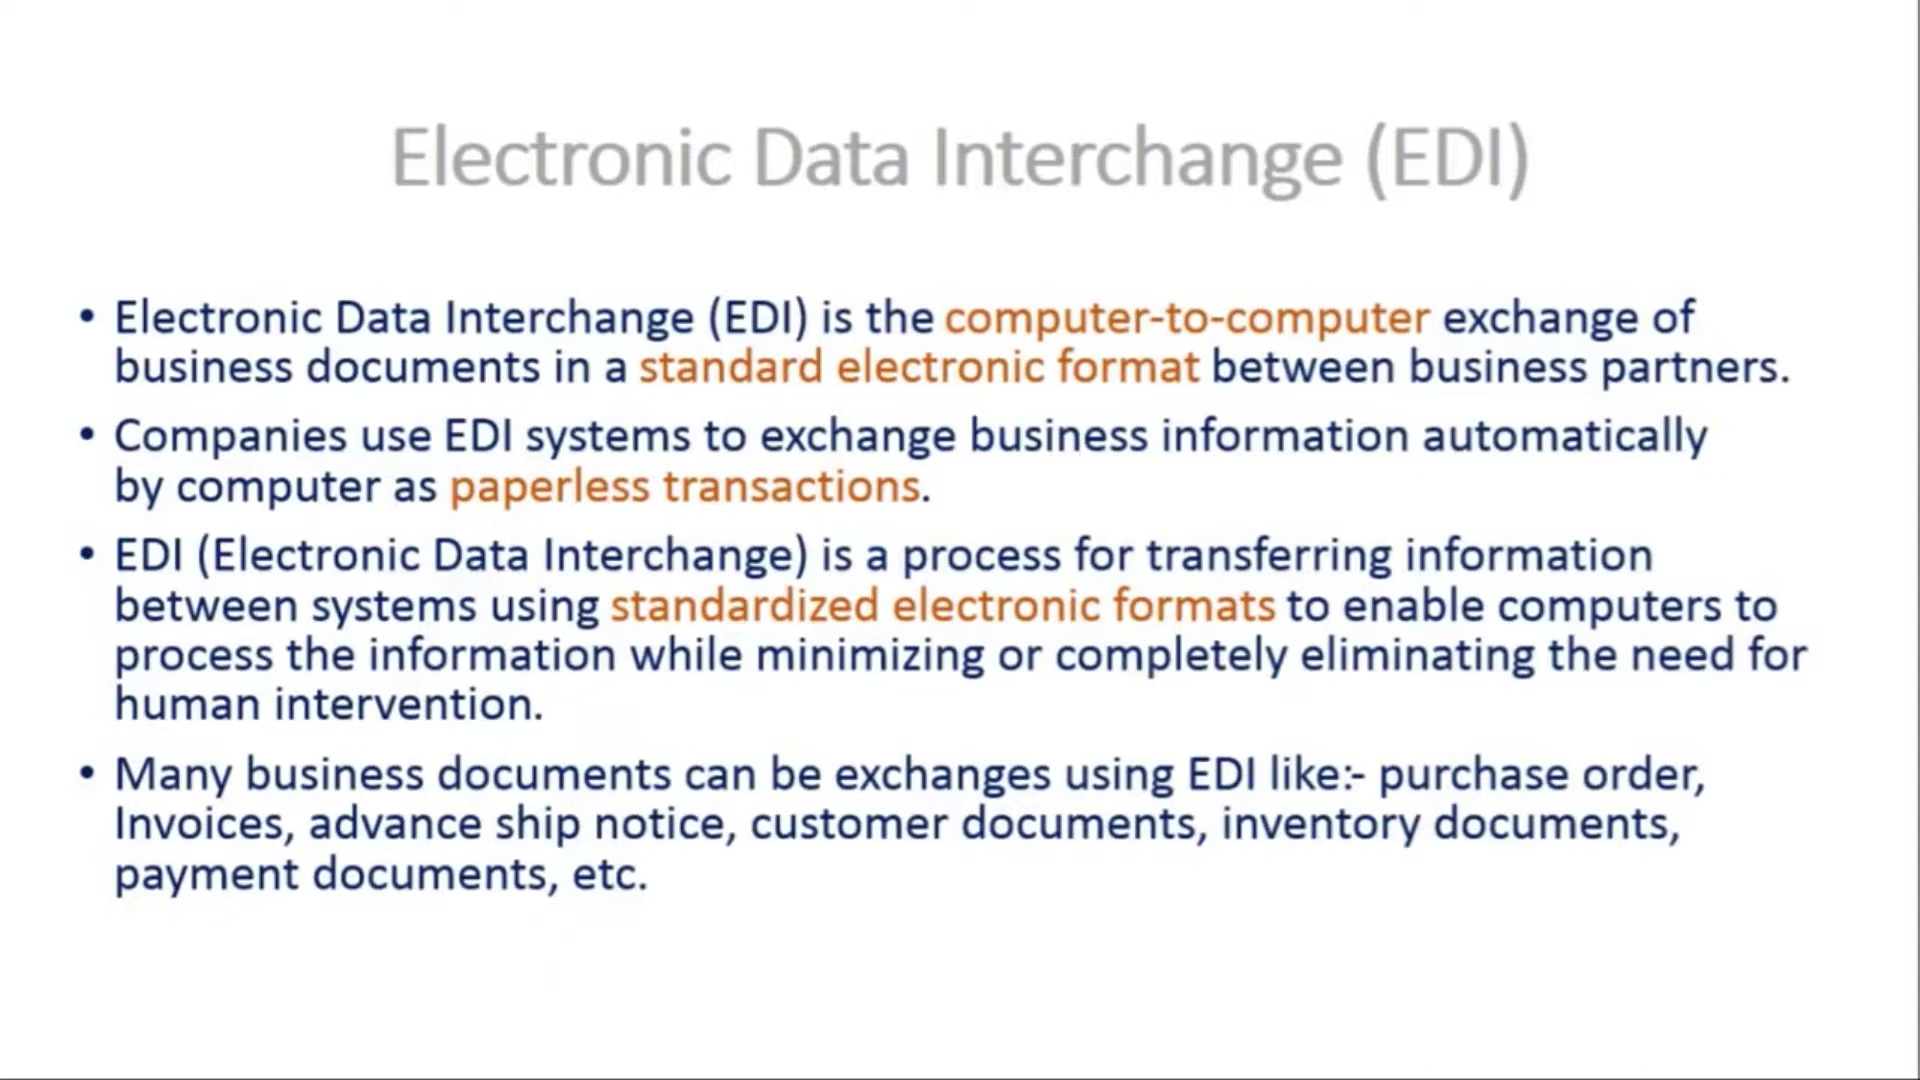 Electronic Data Interchange (EDI)
• Electronic Data Interchange (EDI) is the computer-to-computer exchange of
business documents in a standard electronic format between business partners.
• Companies use EDI systems to exchange business information automatically
by computer as paperless transactions.
• EDI (Electronic Data Interchange) is a process for transferring information
between systems using standardized electronic formats to enable computers to
process the information while minimizing or completely eliminating the need for
human intervention.
• Many business documents can be exchanges using EDI like:- purchase order,
Invoices, advance ship notice, customer documents, inventory documents,
payment documents, etc.